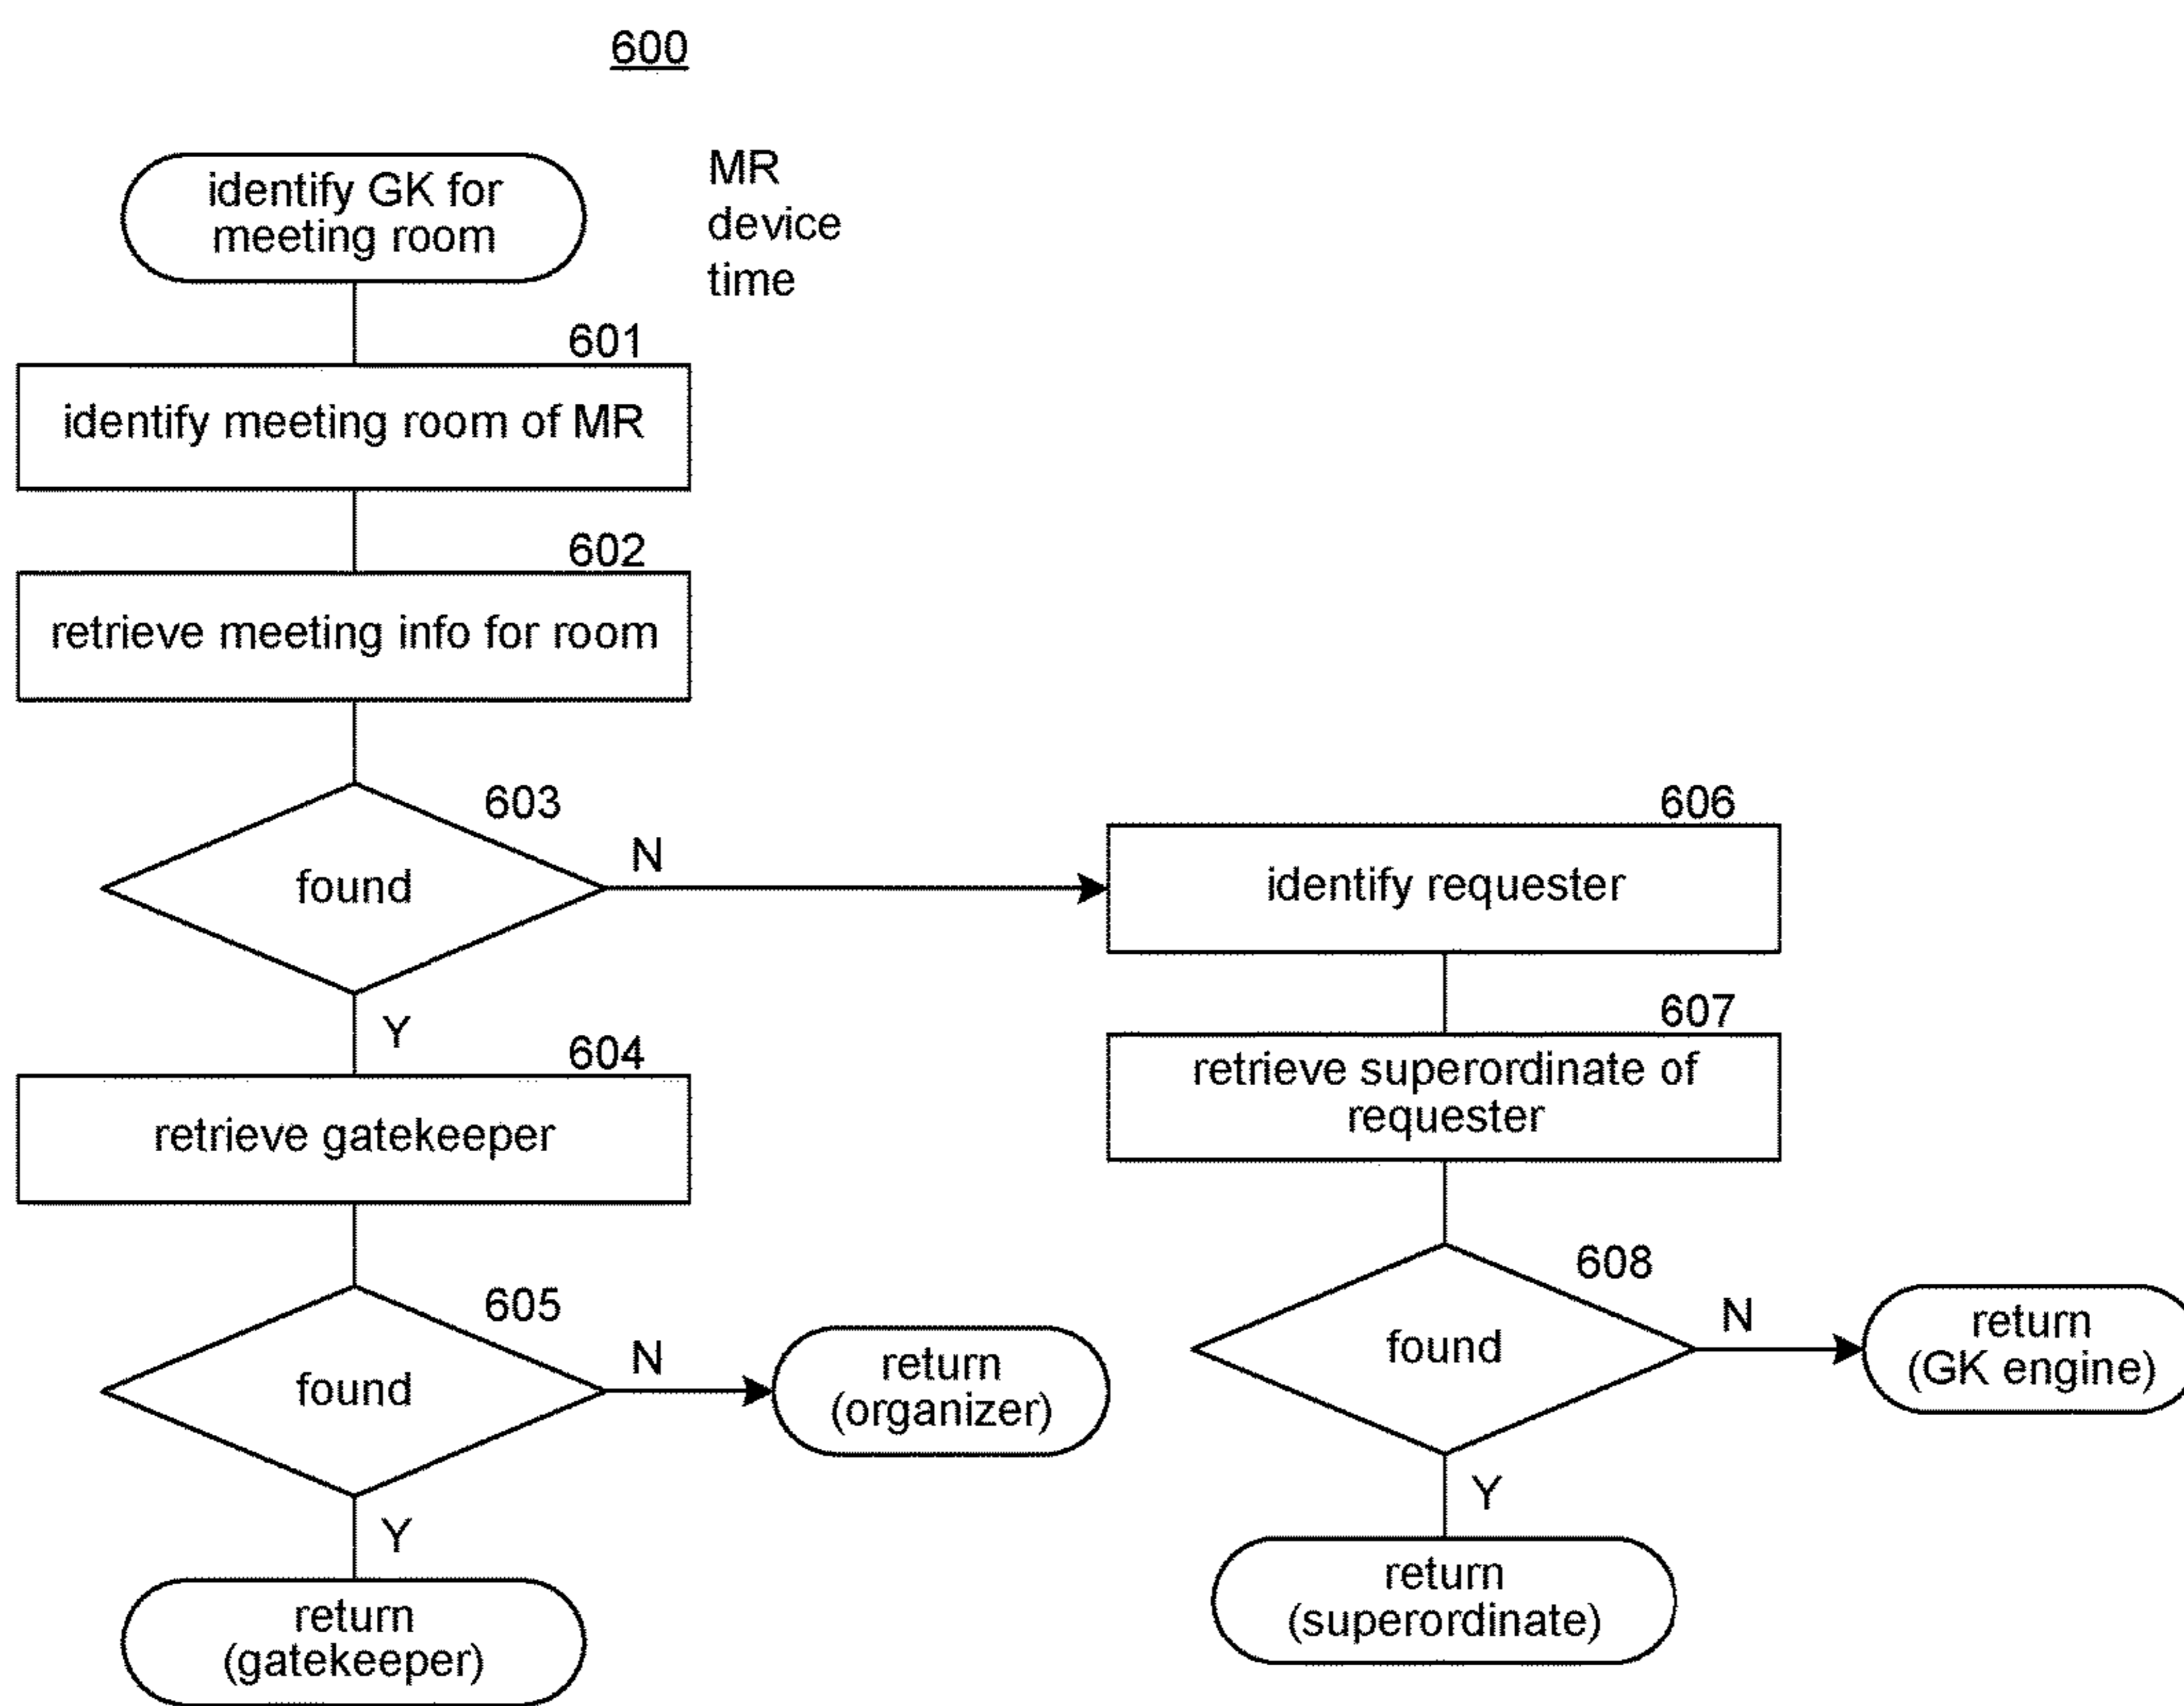 600
identify GK for
meeting room
MR
device
time
601
identify meeting room of MR
602
retrieve meeting info for room
603
found
N
Y
606
identify requester
607
retrieve superordinate of
requester
604
retrieve gatekeeper
605
found
N
return
(organizer)
608
found
N
return
(GK engine)
Y
return
(gatekeeper)
Y
return
(superordinate)